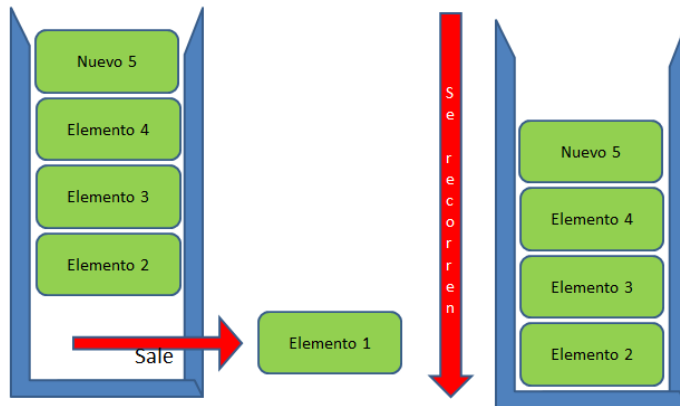 Nuevo 5
Elemento 4
Elemento 3
Elemento 2
Sale
Elemento 1
Se recorren
Nuevo 5
Elemento 4
Elemento 3
Elemento 2